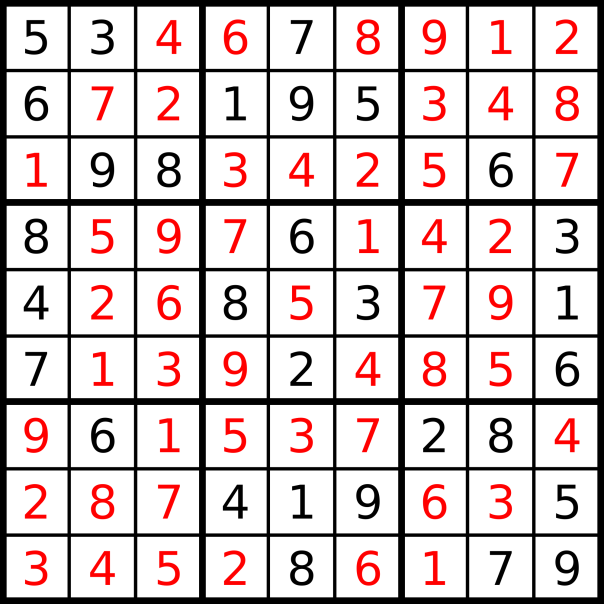 5 3 4 6 7 8 9 1 2
6 7 2 1 9 5 3 4 8
1 9 8 3 4 2 5 6 7
8 5 9 7 6 1 4 2 3
4 2 6 8 5 3 7 9 1
7 1 3 9 2 4 8 5 6
9 6 1 5 3 7 2 8 4
2 8 7 4 1 9 6 3 5
3 4 5 2 8 6 1 7 9